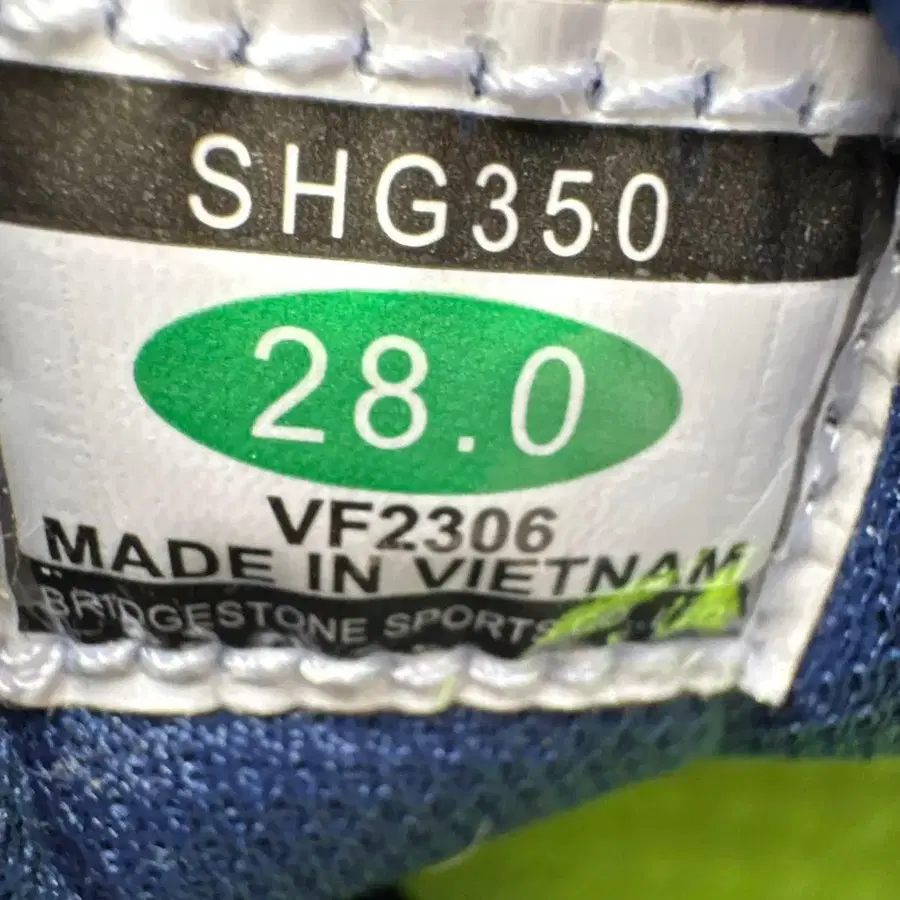 SHG350
28.0
VF2306
MADE IN VIETNAM
BRIDGESTONE SPORTS